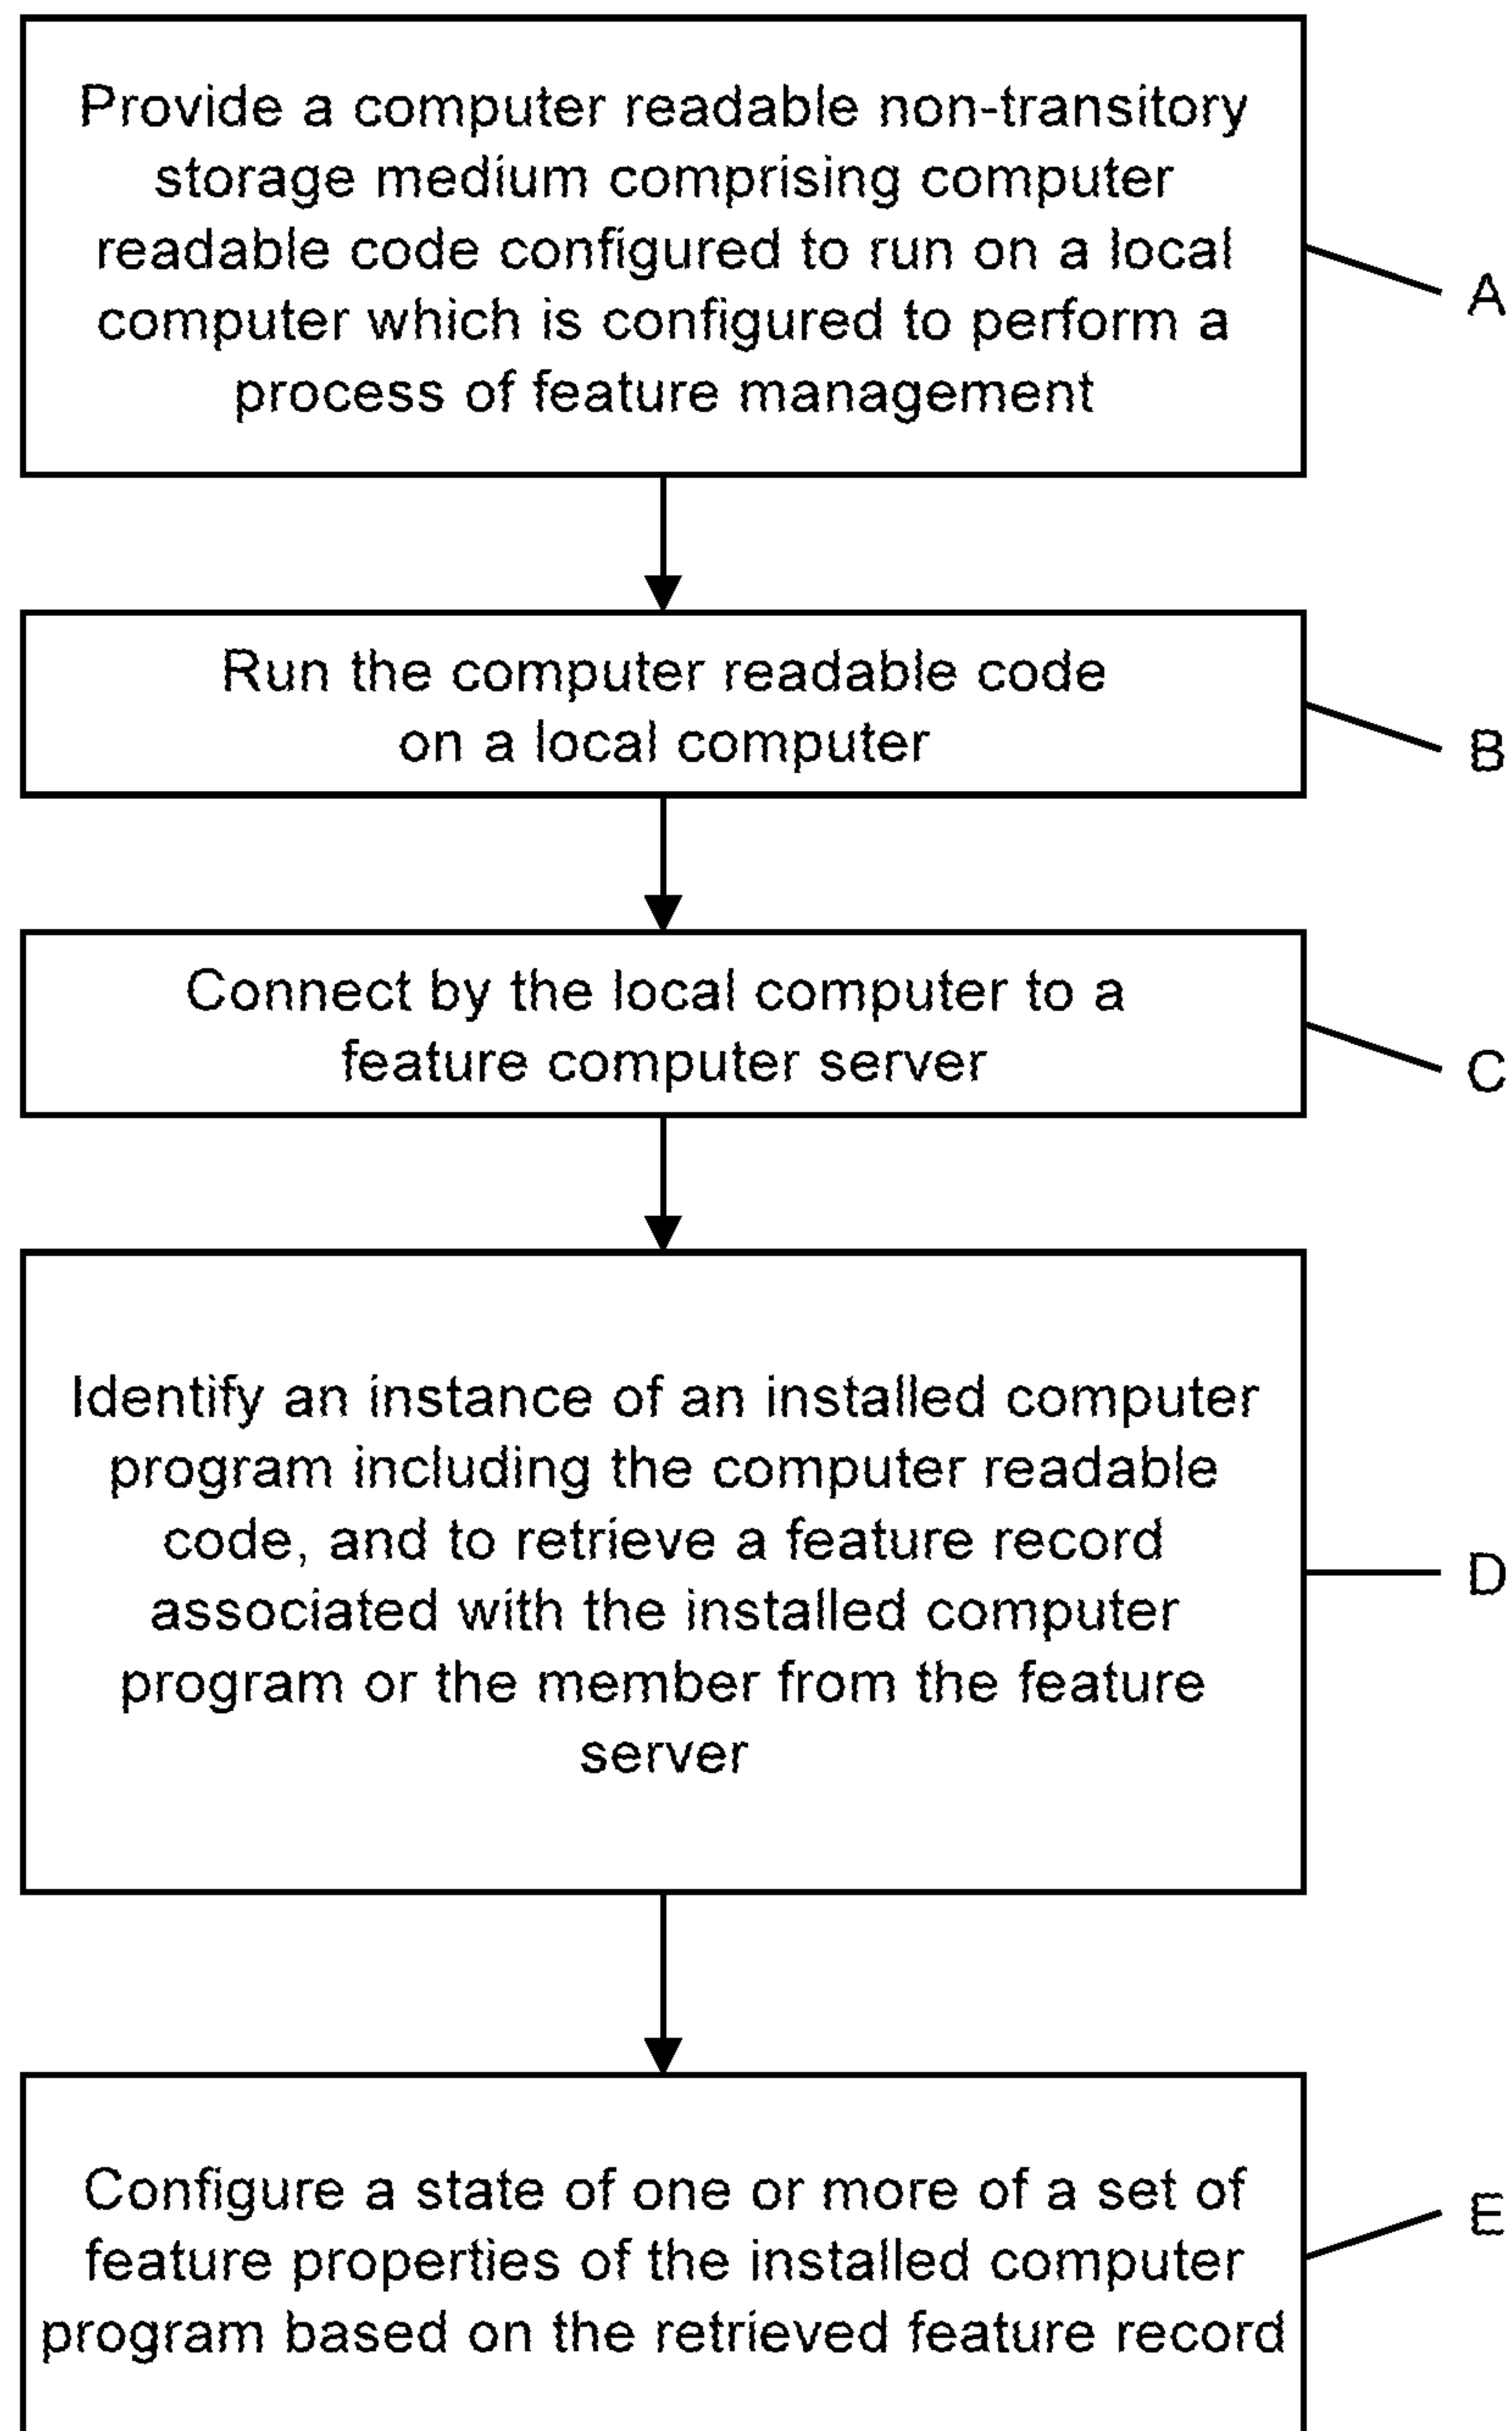 Provide a computer readable non-transitory
storage medium comprising computer
readable code configured to run on a local
computer which is configured to perform a
process of feature management
A
Run the computer readable code
on a local computer
B
Connect by the local computer to a
feature computer server
C
Identify an instance of an installed computer
program including the computer readable
code, and to retrieve a feature record
associated with the installed computer
program or the member from the feature
server
D
Configure a state of one or more of a set of
feature properties of the installed computer
program based on the retrieved feature record
E